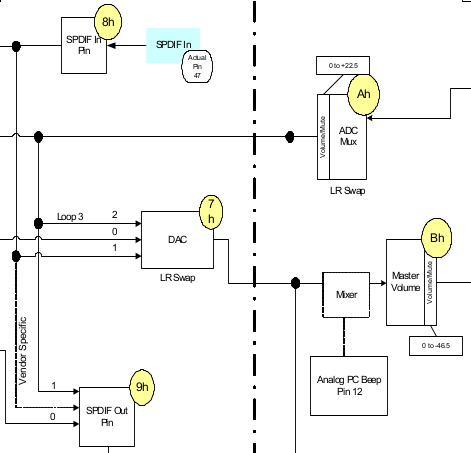 8h
SPDIF In
Pin
SPDIF In
Actual
Pin
47
0 to +22.5
Ah
Volume/Mute
ADC
Mux
LR Swap
7
h
Loop 3
2
0
1
DAC
LR Swap
Bh
Master
Volume
Volume/Mute
Mixer
0 to -46.5
Vendor Specific
Analog PC Beep
Pin 12
9h
1
0
SPDIF Out
Pin